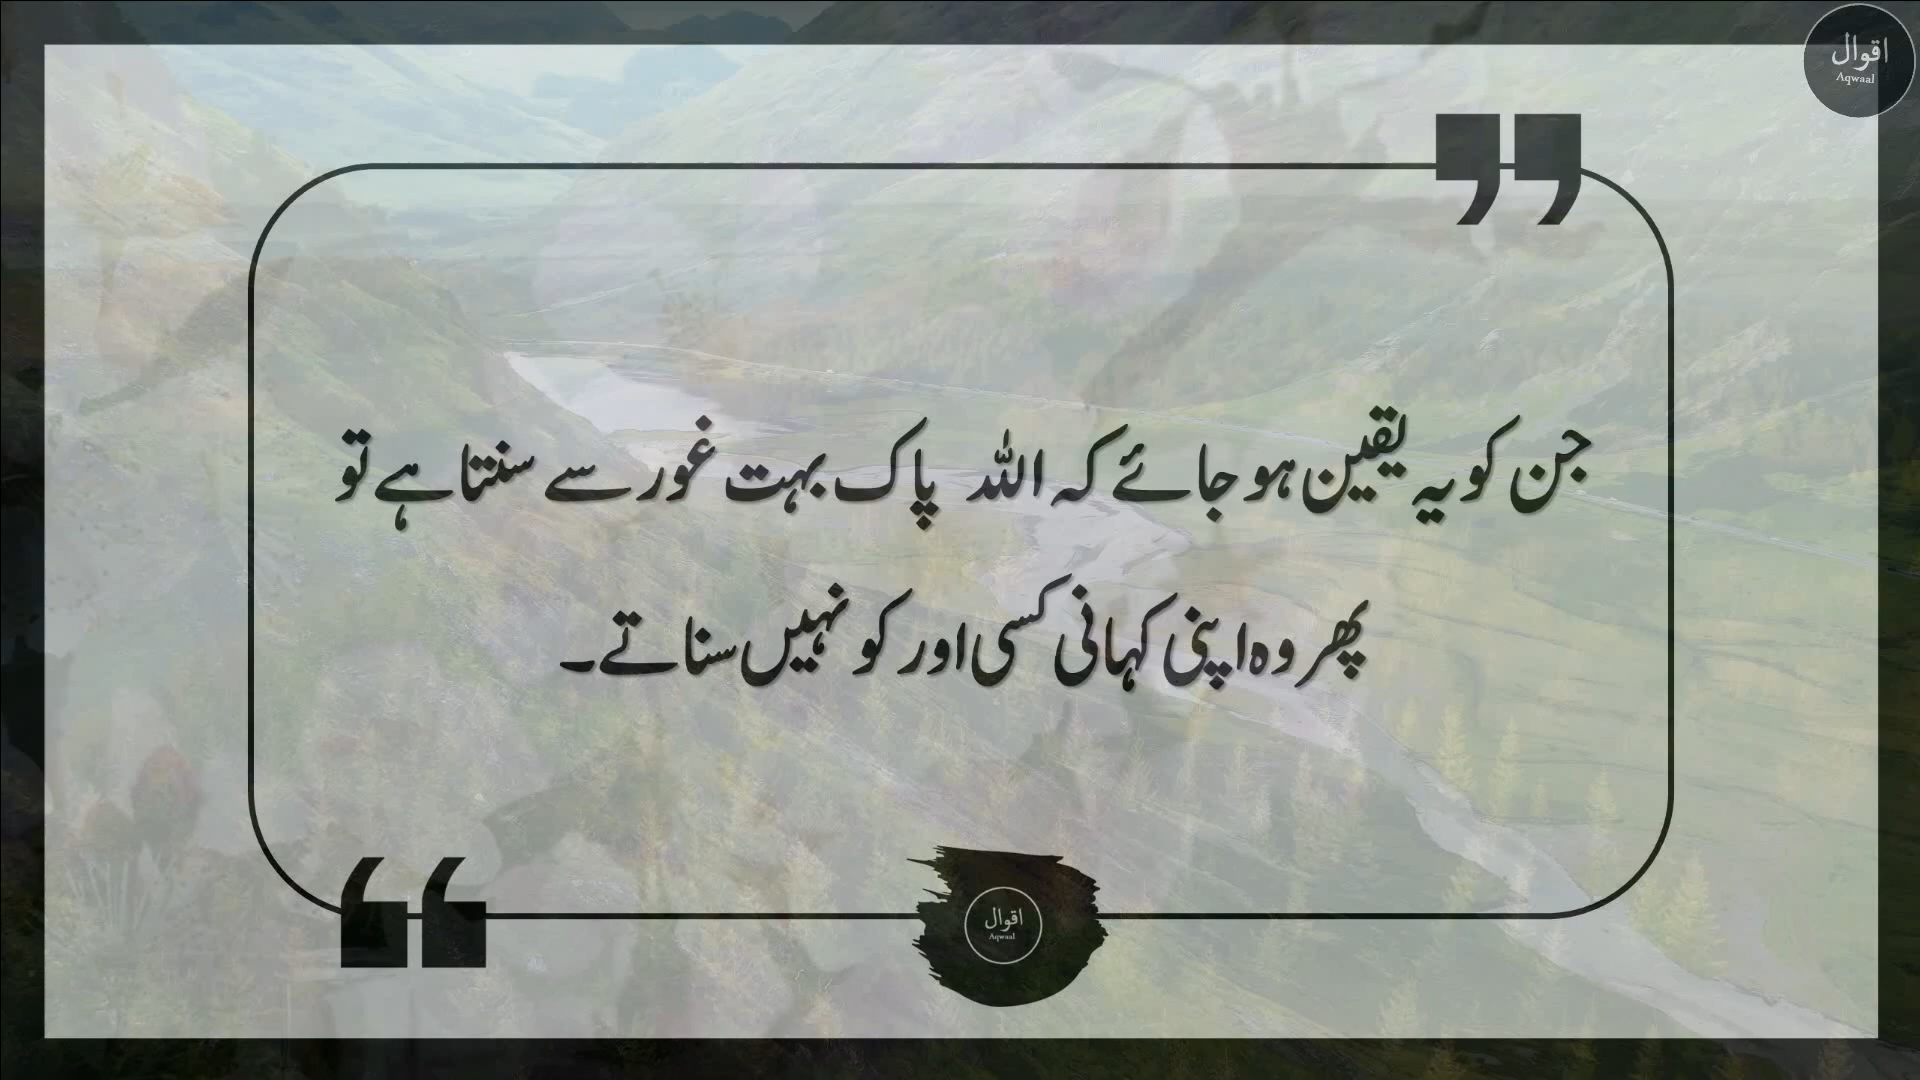 اقوال
Aqwaal
جن کو یہ یقین ہو جائے کہ اللہ پاک بہت غور سے سنتا ہے تو
پھر وہ اپنی کہانی کسی اور کو نہیں سناتے۔
اقوال
Aqwaal